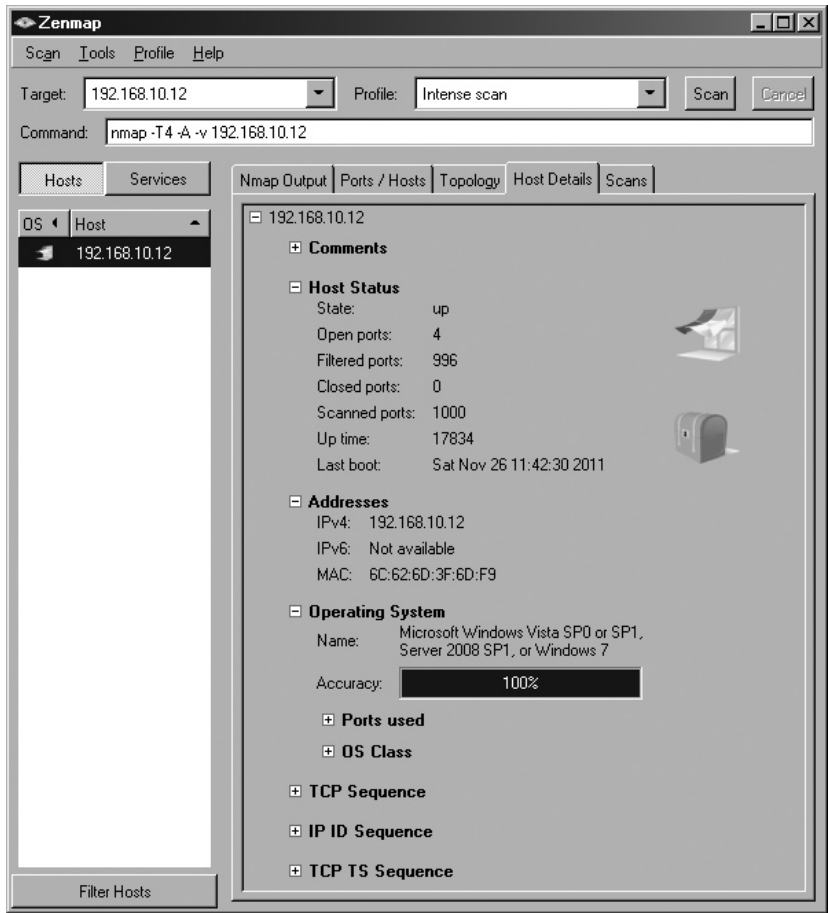 Zenmap
Scan Tools Profile Help
Target: 192.168.10.12 Profile: Intense scan Scan Cancel
Command: nmap -T4 -A -v 192.168.10.12
Hosts Services
Nmap Output Ports / Hosts Topology Host Details Scans
OS Host
192.168.10.12
192.168.10.12
Comments
Host Status
State: up
Open ports: 4
Filtered ports: 996
Closed ports: 0
Scanned ports: 1000
Up time: 17834
Last boot: Sat Nov 26 11:42:30 2011
Addresses
IPv4: 192.168.10.12
IPv6: Not available
MAC: 6C:62:6D:3F:6D:F9
Operating System
Name: Microsoft Windows Vista SP0 or SP1,
Server 2008 SP1, or Windows 7
Accuracy: 100%
Ports used
OS Class
TCP Sequence
IP ID Sequence
TCP TS Sequence
Filter Hosts